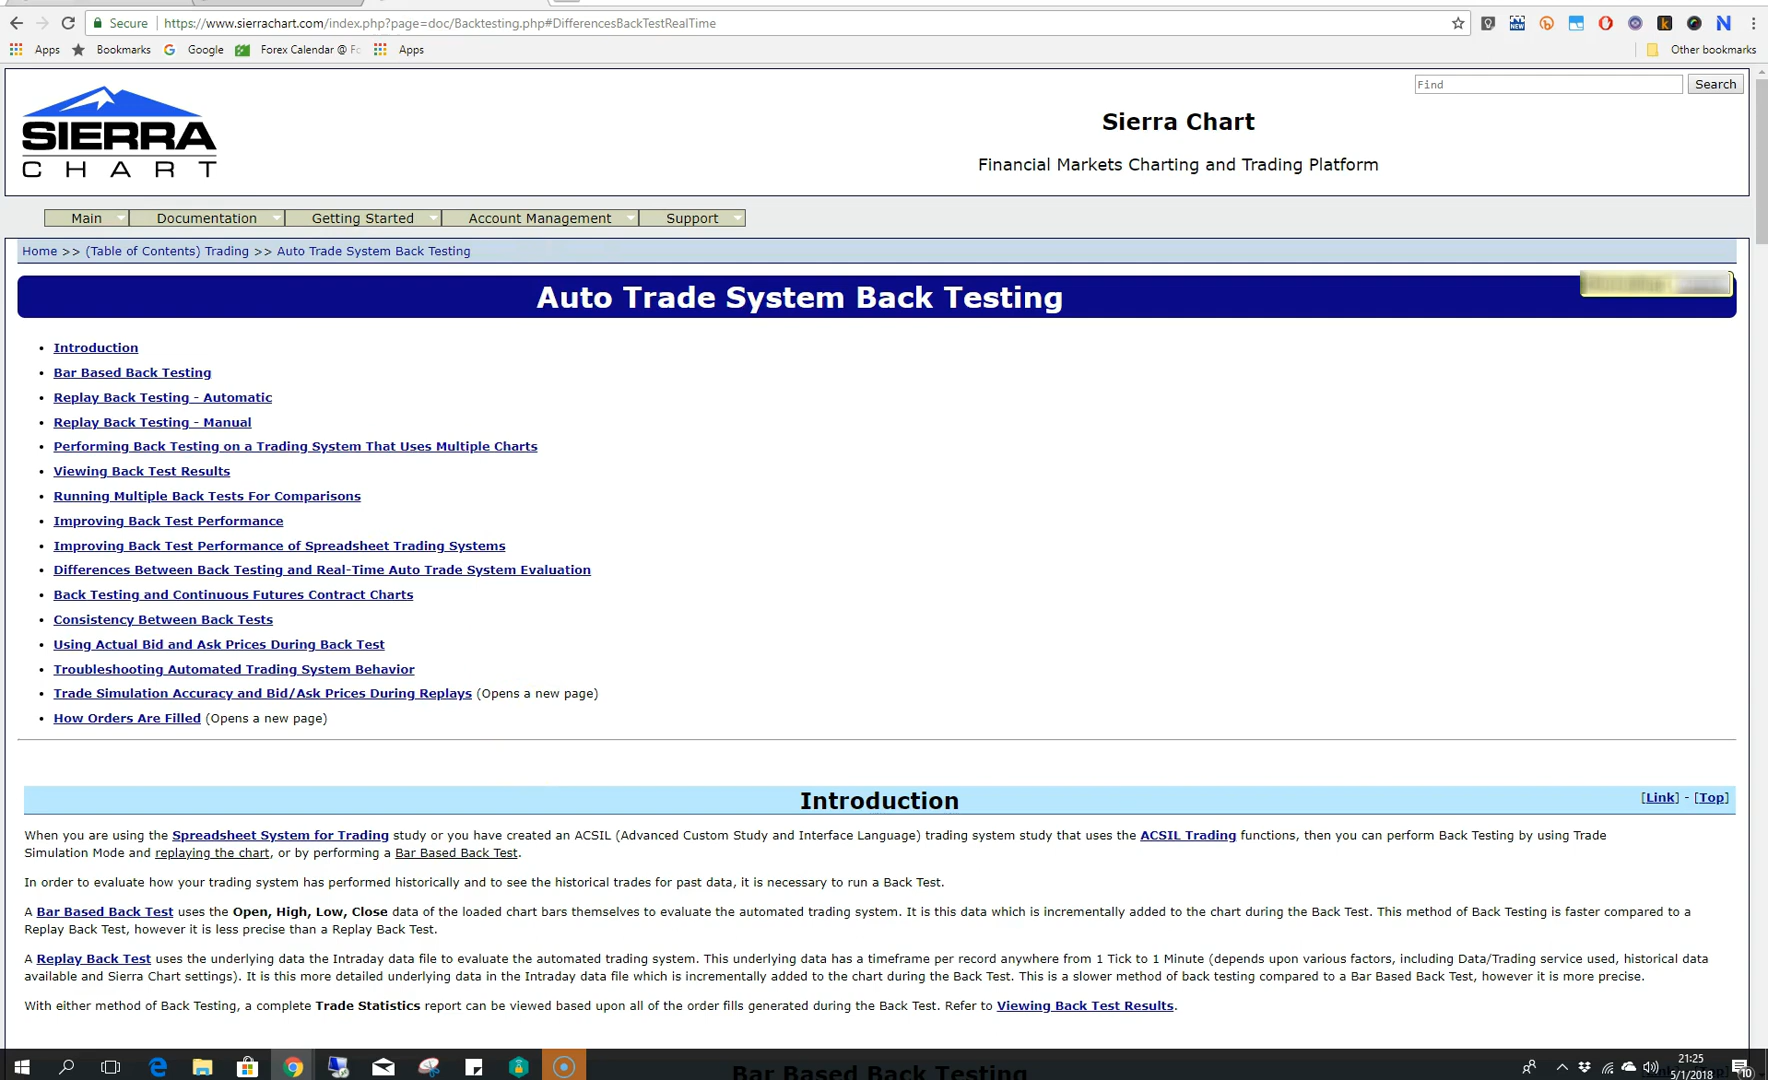 Secure | https://www.sierrachart.com/index.php?page=doc/Backtesting.php#DifferencesBackTestRealTime
Apps Bookmarks Google Forex Calendar @ Fo Apps Other bookmarks
Find Search
SIERRA
CHART
Sierra Chart
Financial Markets Charting and Trading Platform
Main Documentation Getting Started Account Management Support
Home >> (Table of Contents) Trading >> Auto Trade System Back Testing
Auto Trade System Back Testing
• Introduction
• Bar Based Back Testing
• Replay Back Testing - Automatic
• Replay Back Testing - Manual
• Performing Back Testing on a Trading System That Uses Multiple Charts
• Viewing Back Test Results
• Running Multiple Back Tests For Comparisons
• Improving Back Test Performance
• Improving Back Test Performance of Spreadsheet Trading Systems
• Differences Between Back Testing and Real-Time Auto Trade System Evaluation
• Back Testing and Continuous Futures Contract Charts
• Consistency Between Back Tests
• Using Actual Bid and Ask Prices During Back Test
• Troubleshooting Automated Trading System Behavior
• Trade Simulation Accuracy and Bid/Ask Prices During Replays (Opens a new page)
• How Orders Are Filled (Opens a new page)
Introduction [Link] - [Top]
When you are using the Spreadsheet System for Trading study or you have created an ACSIL (Advanced Custom Study and Interface Language) trading system study that uses the ACSIL Trading functions, then you can perform Back Testing by using Trade
Simulation Mode and replaying the chart, or by performing a Bar Based Back Test.
In order to evaluate how your trading system has performed historically and to see the historical trades for past data, it is necessary to run a Back Test.
A Bar Based Back Test uses the Open, High, Low, Close data of the loaded chart bars themselves to evaluate the automated trading system. It is this data which is incrementally added to the chart during the Back Test. This method of Back Testing is faster compared to a
Replay Back Test, however it is less precise than a Replay Back Test.
A Replay Back Test uses the underlying data the Intraday data file to evaluate the automated trading system. This underlying data has a timeframe per record anywhere from 1 Tick to 1 Minute (depends upon various factors, including Data/Trading service used, historical data
available and Sierra Chart settings). It is this more detailed underlying data in the Intraday data file which is incrementally added to the chart during the Back Test. This is a slower method of back testing compared to a Bar Based Back Test, however it is more precise.
With either method of Back Testing, a complete Trade Statistics report can be viewed based upon all of the order fills generated during the Back Test. Refer to Viewing Back Test Results.
Bar Based Back Testing
21:25
5/1/2018
10